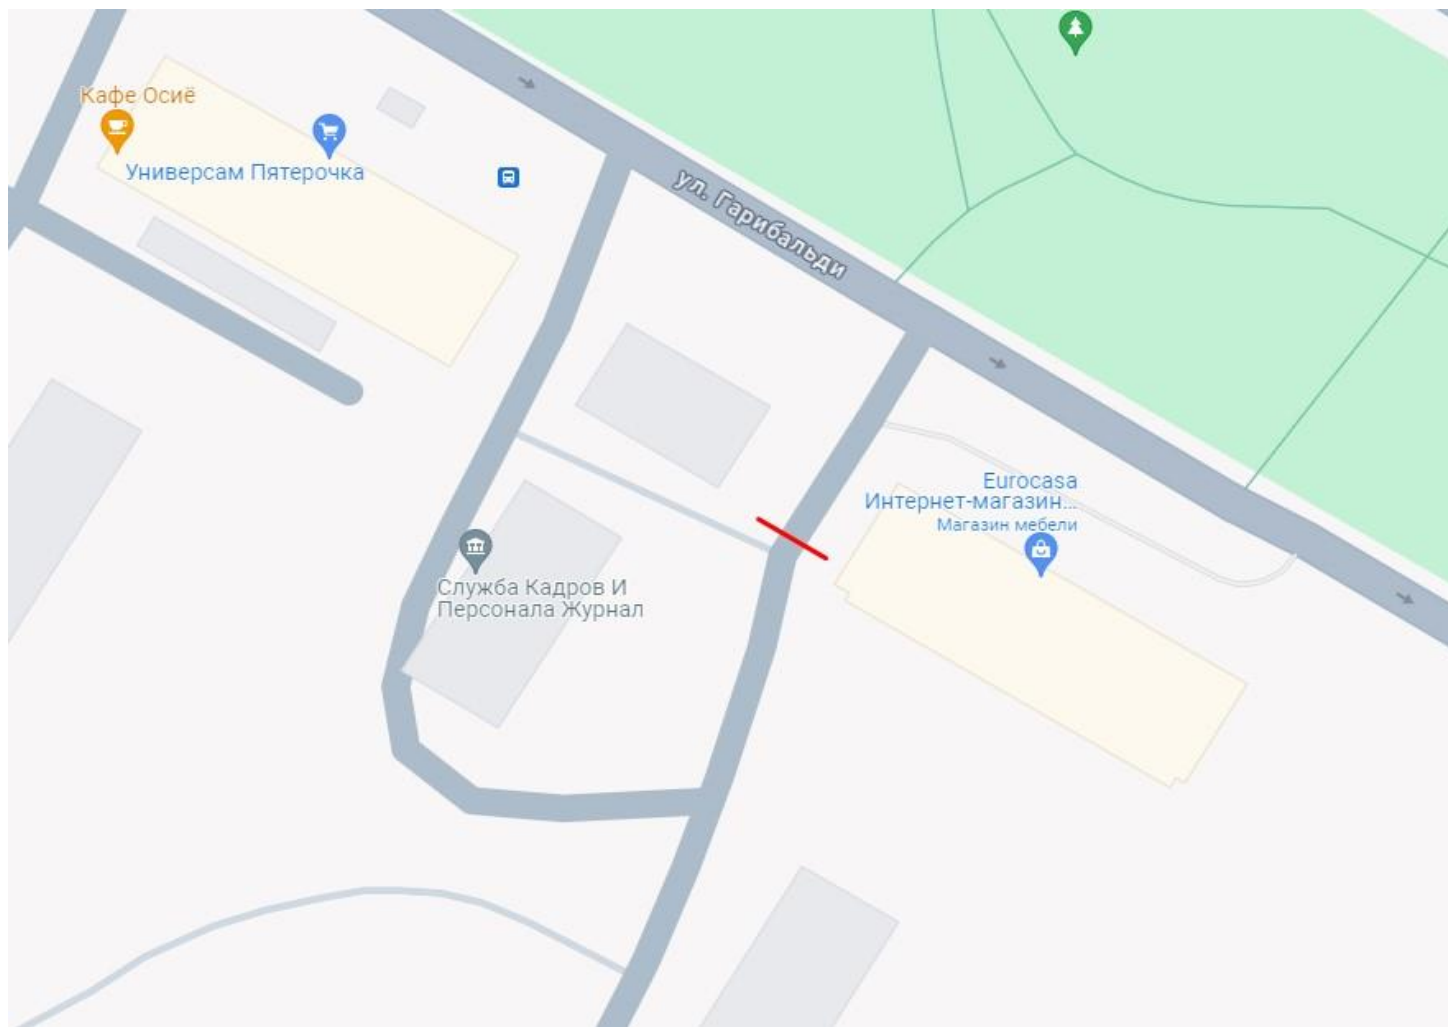 Кафе Осиё
Универсам Пятерочка
ул. Гарибальди
Eurocasa
Интернет-магазин...
Магазин мебели
Служба Кадров И
Персонала Журнал